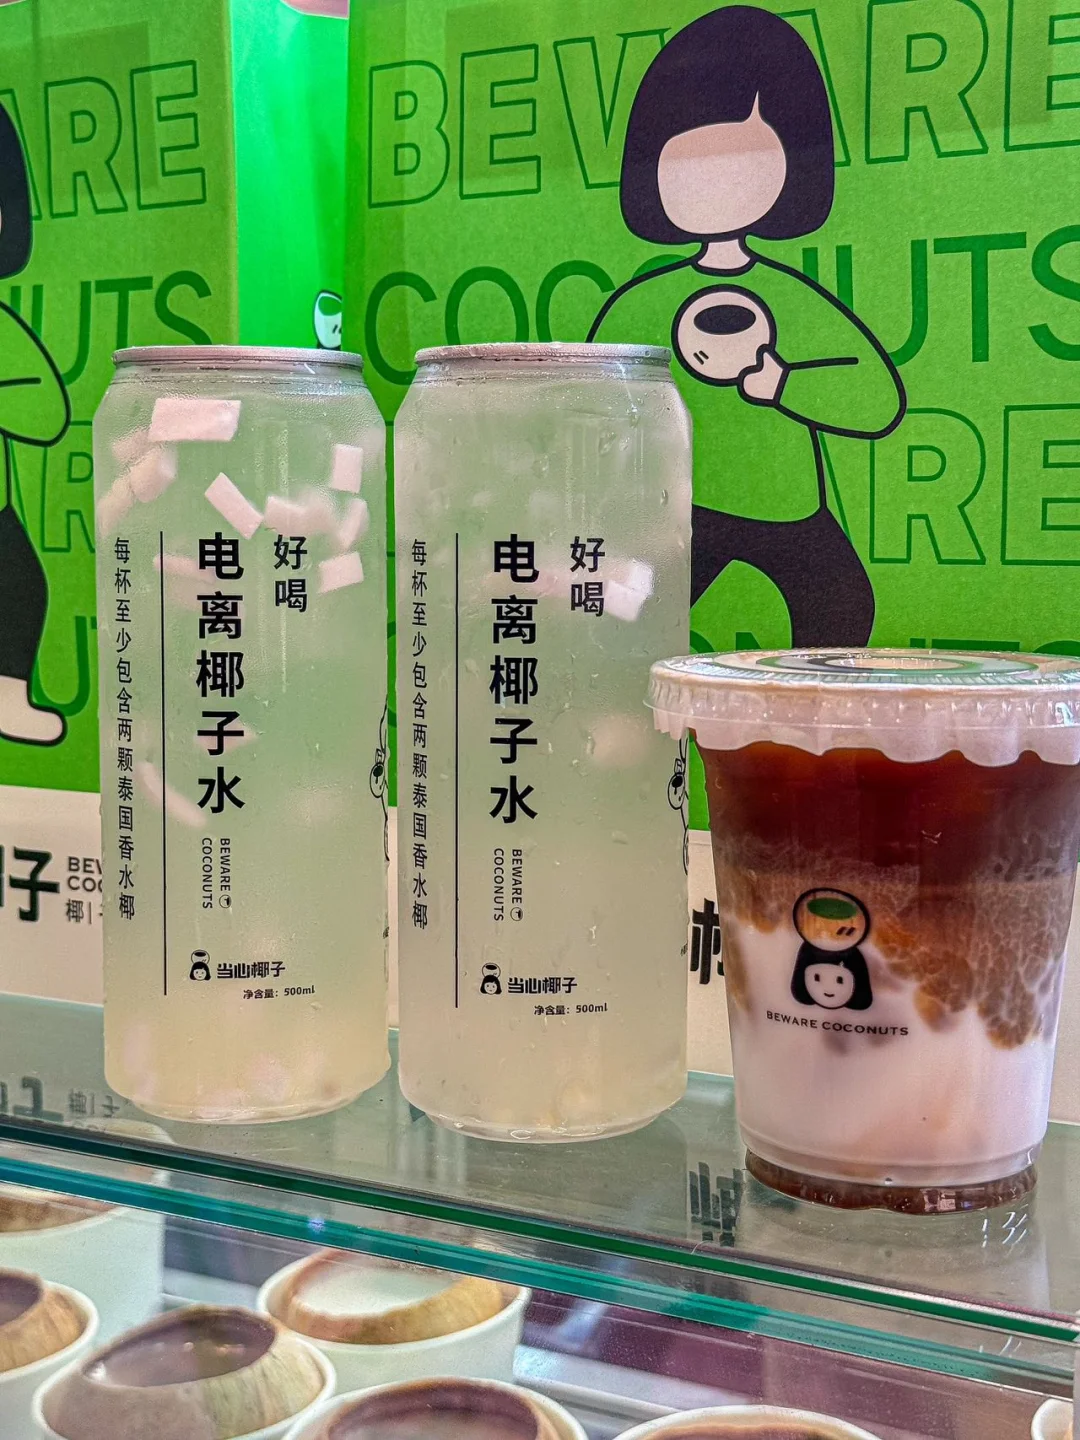 BEWARE
COCONUTS
ARE
UTS
ARE
好喝
电离椰子水
每杯至少包含两颗泰国香水椰
BEWARE
COCONUTS
当心椰子
净含量：500ml
好喝
电离椰子水
每杯至少包含两颗泰国香水椰
BEWARE
COCONUTS
当心椰子
净含量：500ml
BEWARE COCONUTS